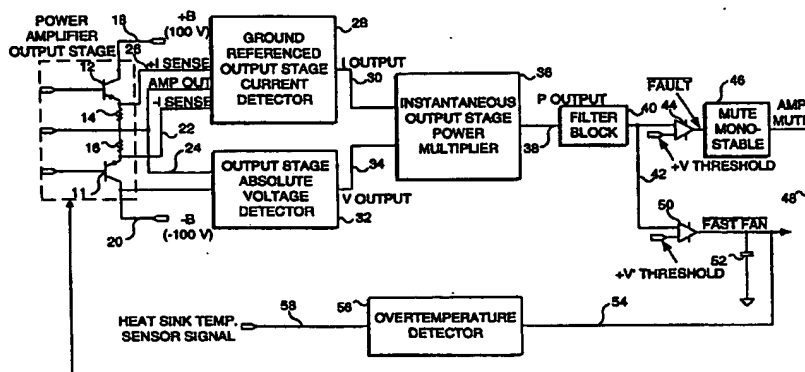 POWER
AMPLIFIER
OUTPUT STAGE
18
+B
(100 V)
12
26
+I SENSE
AMP OUT
-I SENSE
14
16
22
24
11
20
-B
(-100 V)
28
GROUND
REFERENCED
OUTPUT STAGE
CURRENT
DETECTOR
I OUTPUT
30
OUTPUT STAGE
ABSOLUTE
VOLTAGE
DETECTOR
32
34
V OUTPUT
36
INSTANTANEOUS
OUTPUT STAGE
POWER
MULTIPLIER
P OUTPUT
38
40
FILTER
BLOCK
42
FAULT
44
+V THRESHOLD
46
MUTE
MONO-
STABLE
AMP
MUTE
48
50
FAST FAN
52
+V' THRESHOLD
HEAT SINK TEMP.
SENSOR SIGNAL
58
56
OVERTEMPERATURE
DETECTOR
54